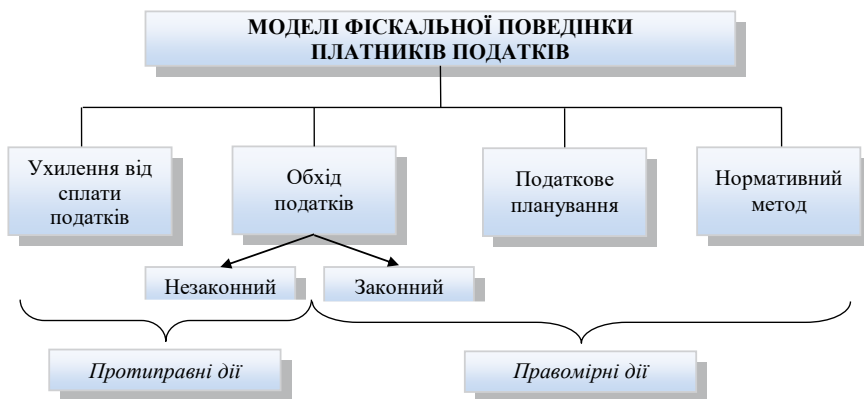 МОДЕЛІ ФІСКАЛЬНОЇ ПОВЕДІНКИ
ПЛАТНИКІВ ПОДАТКІВ
Ухилення від
сплати
податків
Обхід
податків
Податкове
планування
Нормативний
метод
Незаконний
Законний
Протиправні дії
Правомірні дії